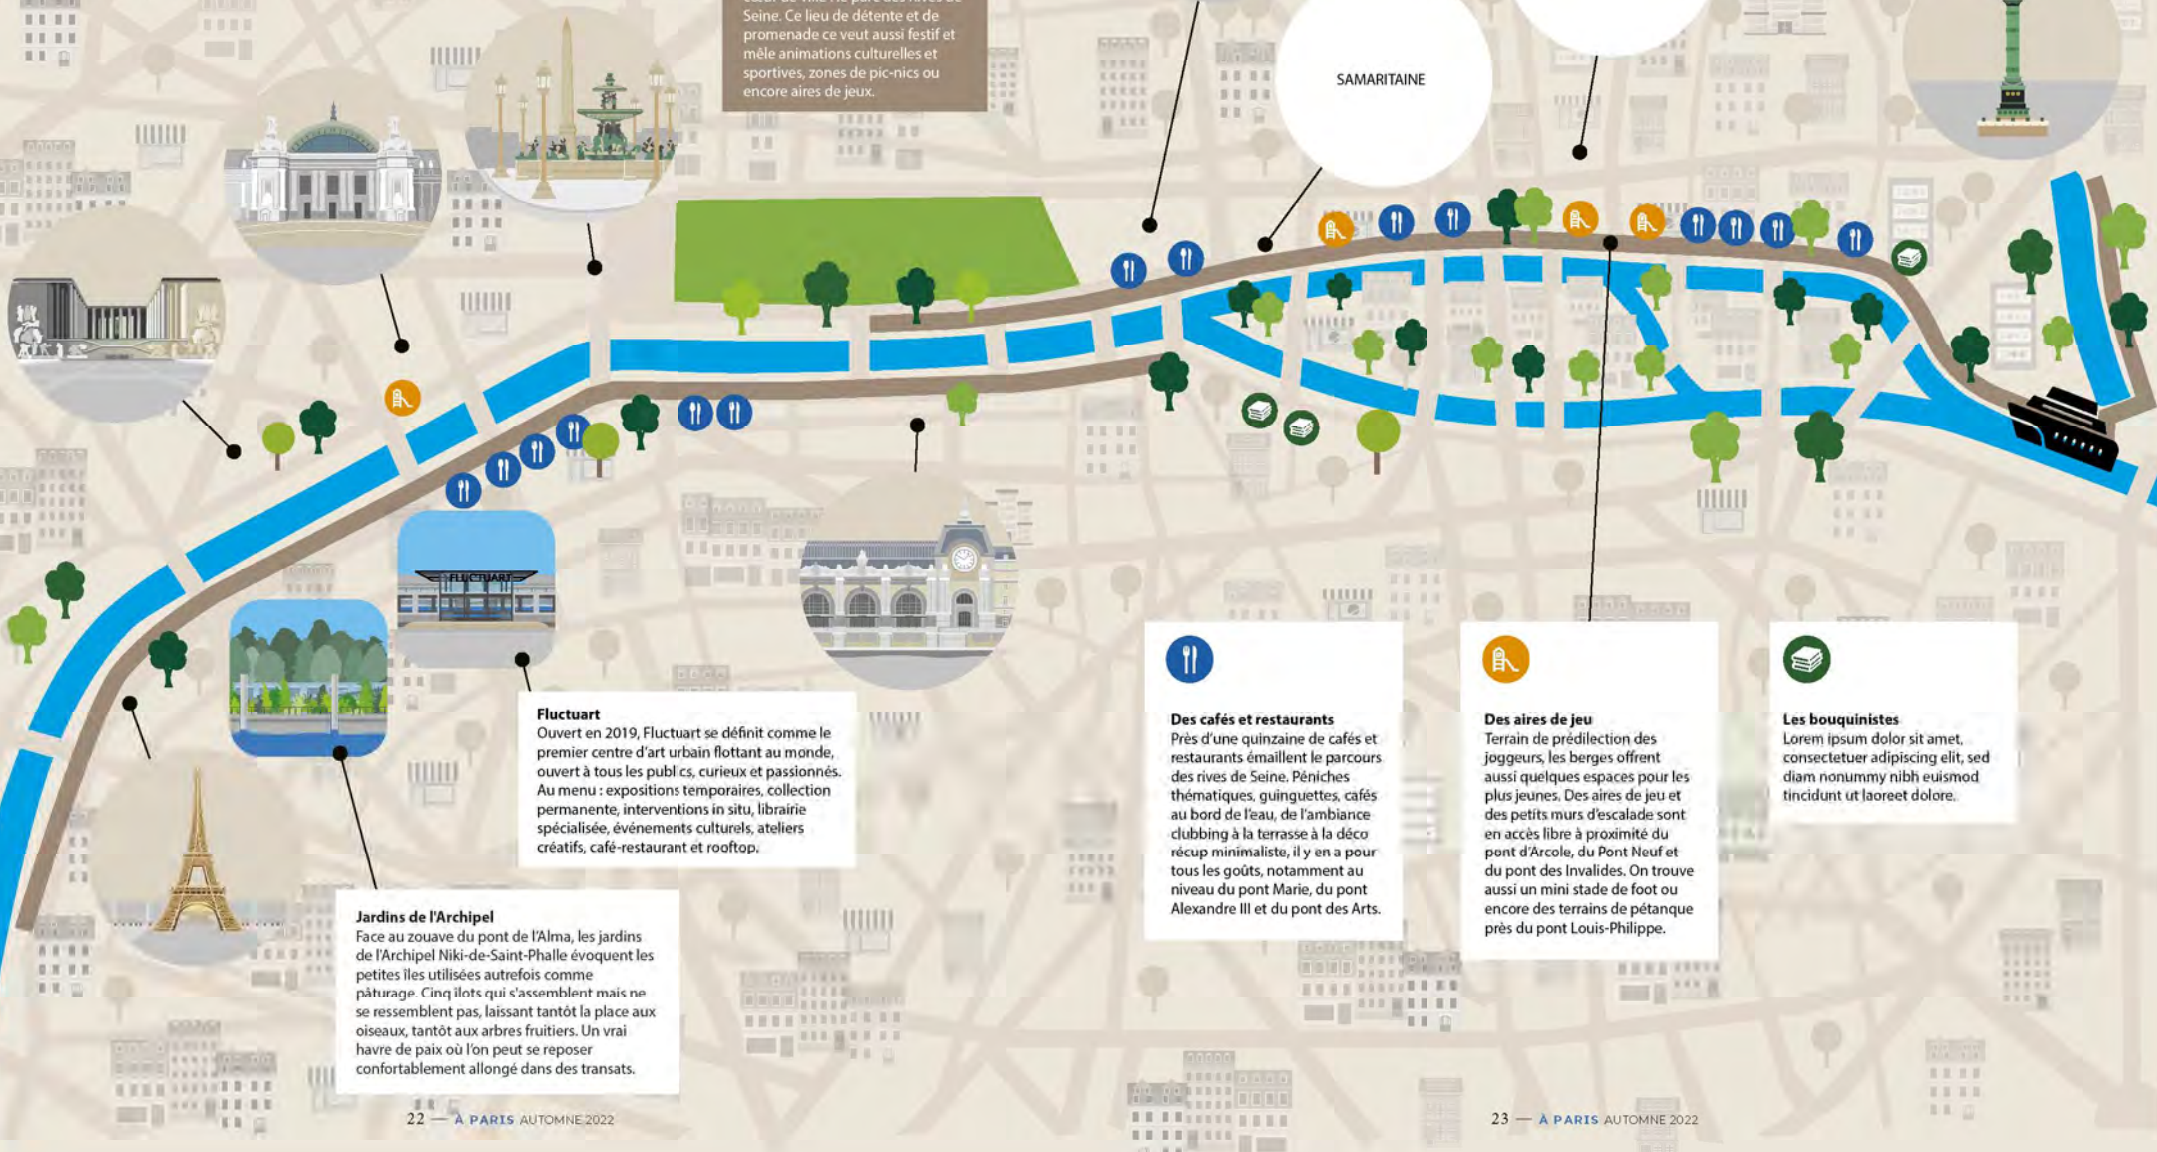 Seine. Ce lieu de détente et de
promenade ce veut aussi festif et
mêle animations culturelles et
sportives, zones de pic-nics ou
encore aires de jeux.
SAMARITAINE
FLUCTUART
Fluctuart
Ouvert en 2019, Fluctuart se définit comme le
premier centre d'art urbain flottant au monde,
ouvert à tous les publics, curieux et passionnés.
Au menu : expositions temporaires, collection
permanente, interventions in situ, librairie
spécialisée, événements culturels, ateliers
créatifs, café-restaurant et rooftop.
Jardins de l'Archipel
Face au zouave du pont de l'Alma, les jardins
de l'Archipel Niki-de-Saint-Phalle évoquent les
petites îles utilisées autrefois comme
pâturage. Cinq îlots qui s'assemblent mais ne
se ressemblent pas, laissant tantôt la place aux
oiseaux, tantôt aux arbres fruitiers. Un vrai
havre de paix où l'on peut se reposer
confortablement allongé dans des transats.
Des cafés et restaurants
Près d'une quinzaine de cafés et
restaurants émaillent le parcours
des rives de Seine. Péniches
thématiques, guinguettes, cafés
au bord de l'eau, de l'ambiance
clubbing à la terrasse à la déco
récup minimaliste, il y en a pour
tous les goûts, notamment au
niveau du pont Marie, du pont
Alexandre III et du pont des Arts.
Des aires de jeu
Terrain de prédilection des
joggeurs, les berges offrent
aussi quelques espaces pour les
plus jeunes. Des aires de jeu et
des petits murs d'escalade sont
en accès libre à proximité du
pont d'Arcole, du Pont Neuf et
du pont des Invalides. On trouve
aussi un mini stade de foot ou
encore des terrains de pétanque
près du pont Louis-Philippe.
Les bouquinistes
Lorem ipsum dolor sit amet,
consectetuer adipiscing elit, sed
diam nonummy nibh euismod
tincidunt ut laoreet dolore.
22 — À PARIS AUTOMNE 2022
23 — À PARIS AUTOMNE 2022